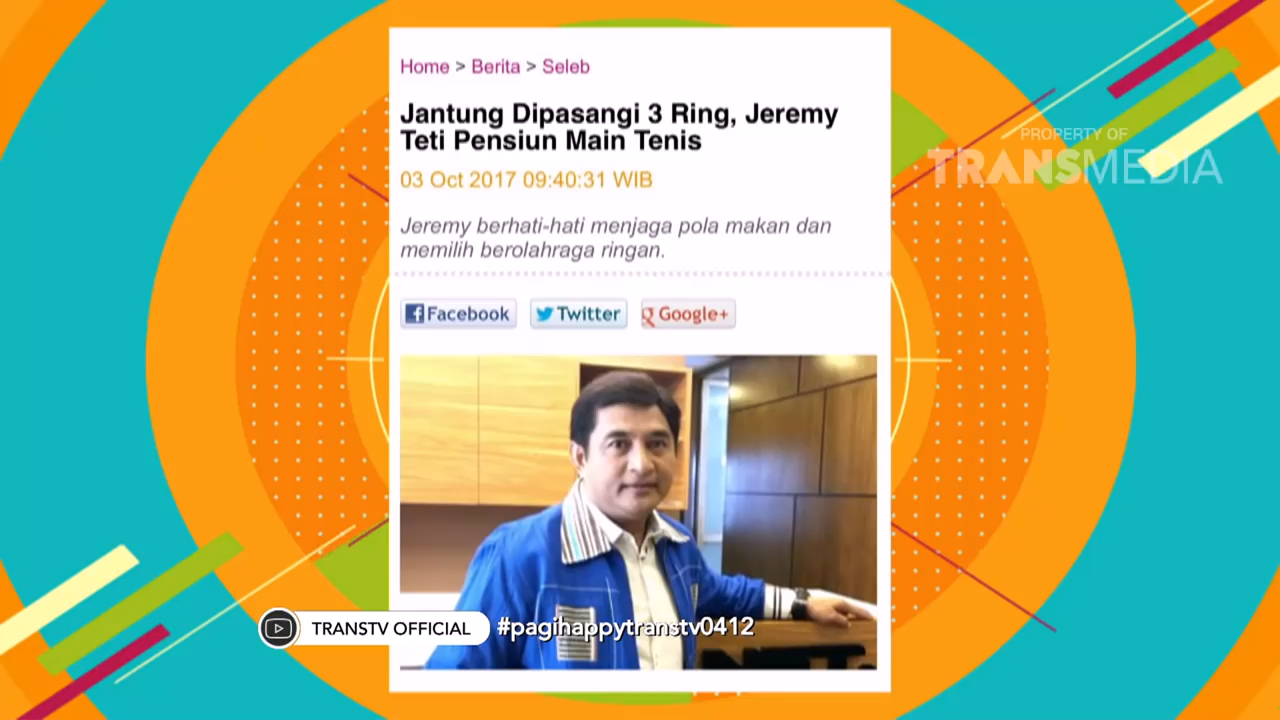 Home > Berita > Seleb
Jantung Dipasangi 3 Ring, Jeremy
Teti Pensiun Main Tenis
03 Oct 2017 09:40:31 WIB
PROPERTY OF
TRANSMEDIA
Jeremy berhati-hati menjaga pola makan dan
memilih berolahraga ringan.
Facebook Twitter Google+
TRANSTV OFFICIAL #pagihappytranstv0412